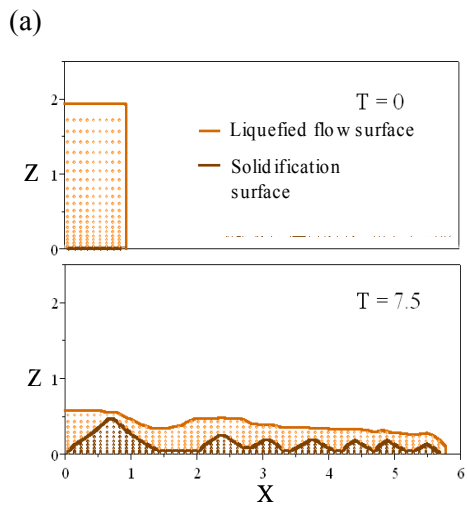 (a)
2
T = 0
Liquefied flow surface
Z
1
Solidification
surface
0
2
T = 7.5
Z
1
0
0 1 2 3 4 5 6
X